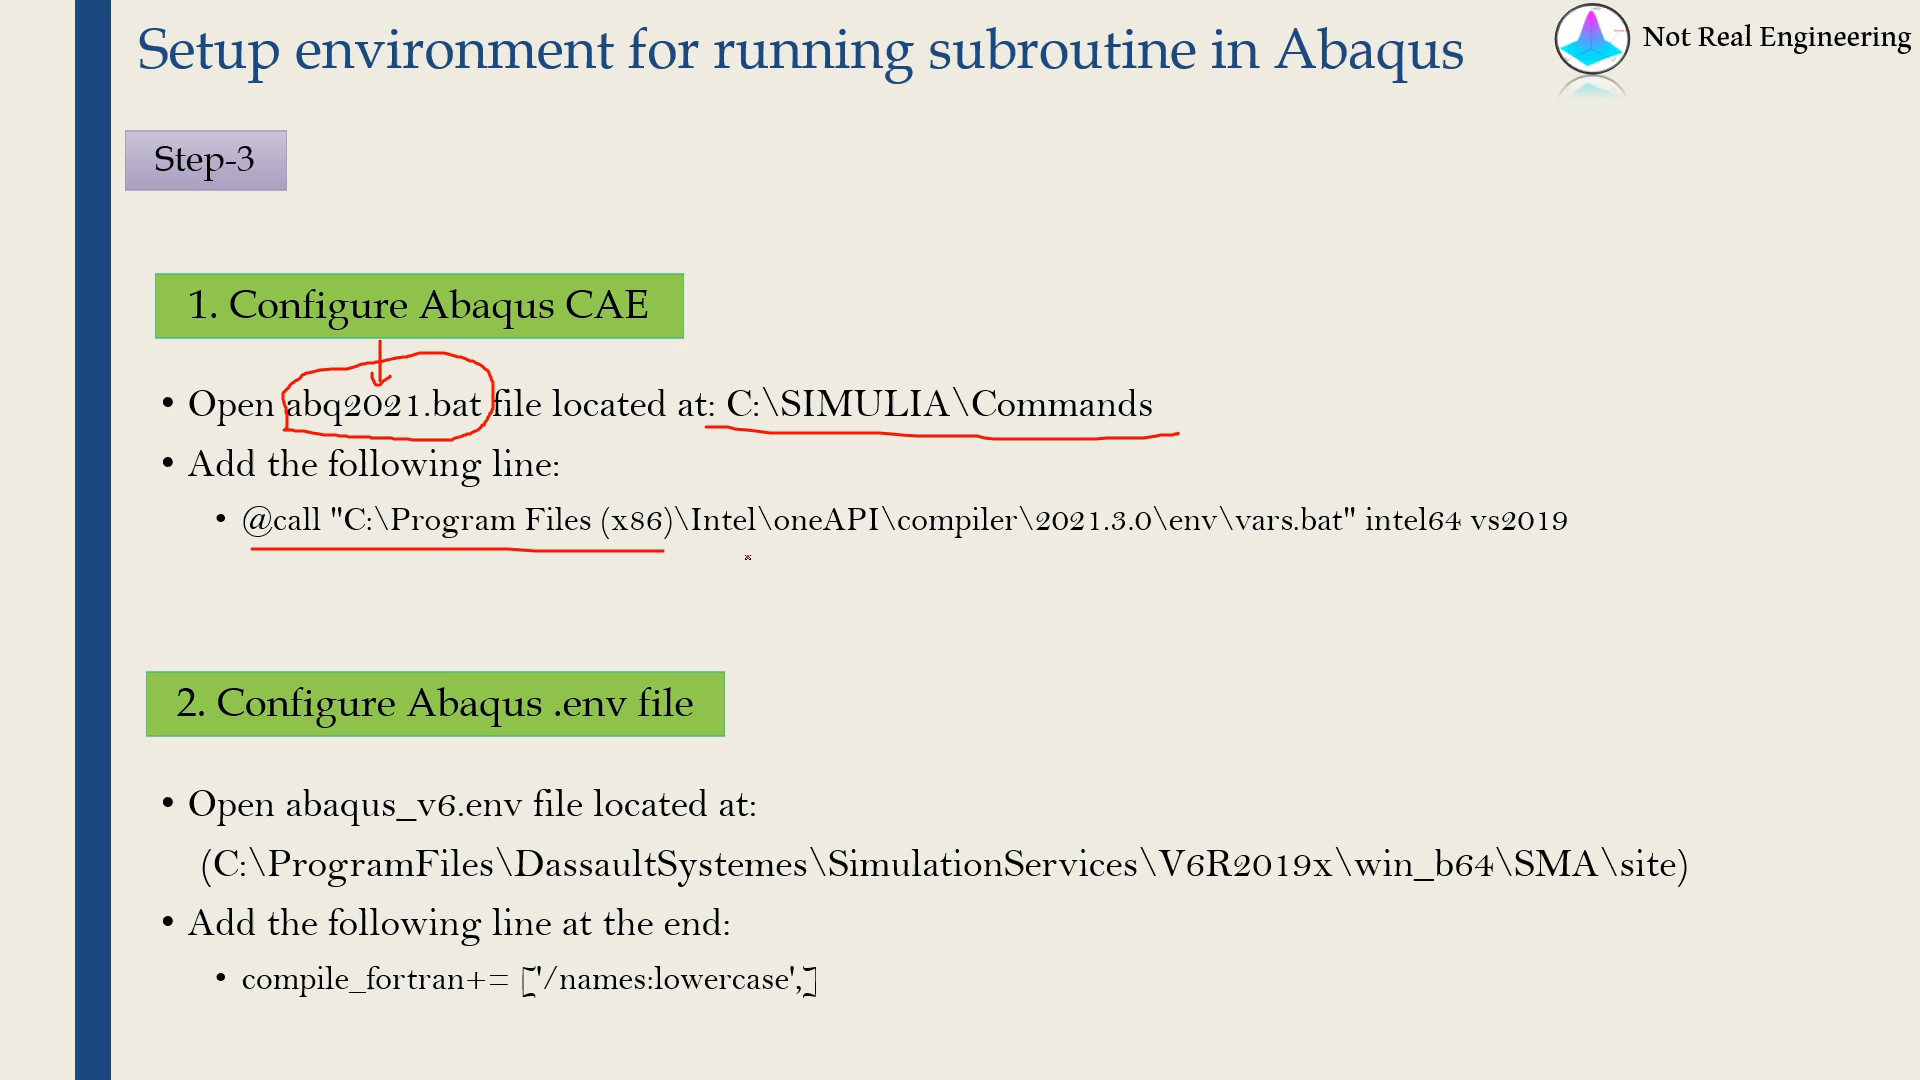 Setup environment for running subroutine in Abaqus
Not Real Engineering
Step-3
1. Configure Abaqus CAE
• Open abq2021.bat file located at: C:\SIMULIA\Commands
• Add the following line:
• @call "C:\Program Files (x86)\Intel\oneAPI\compiler\2021.3.0\env\vars.bat" intel64 vs2019
2. Configure Abaqus .env file
• Open abaqus_v6.env file located at:
(C:\ProgramFiles\DassaultSystemes\SimulationServices\V6R2019x\win_b64\SMA\site)
• Add the following line at the end:
• compile_fortran+= ['/names:lowercase',]